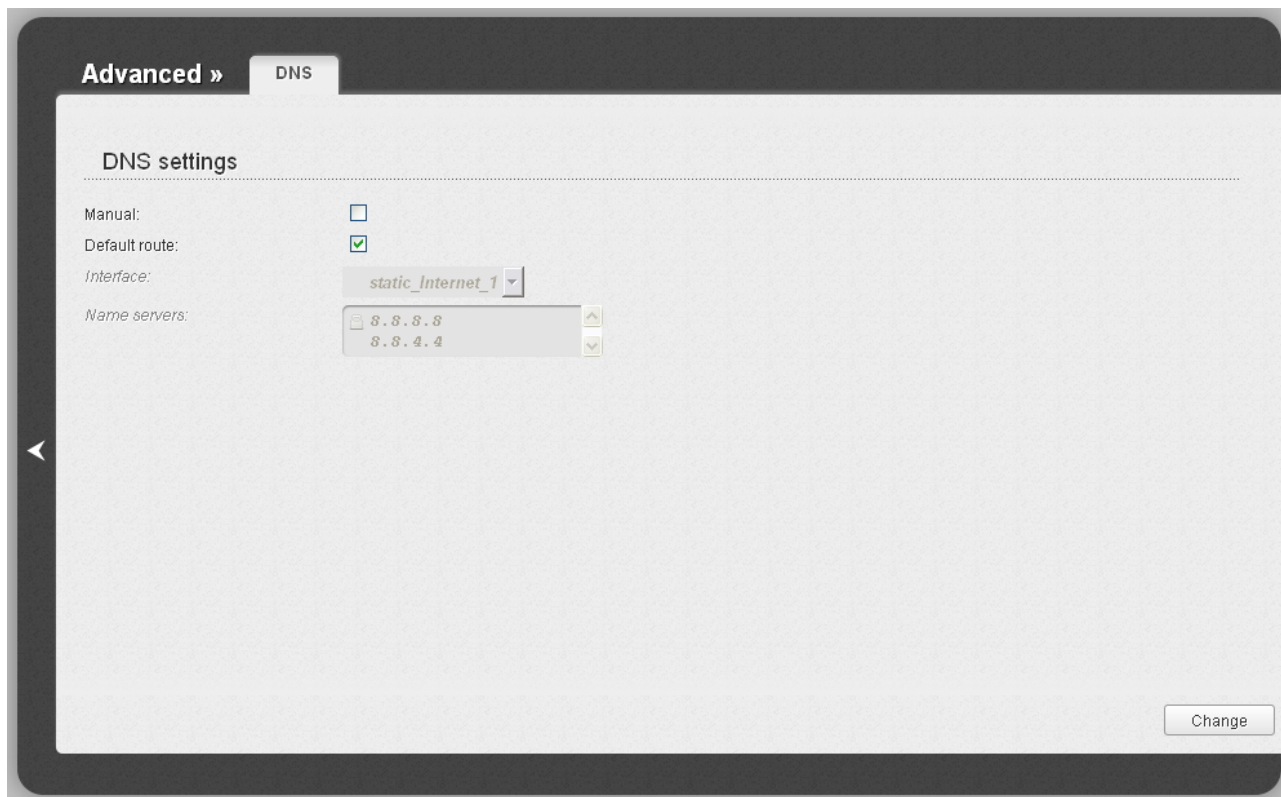 Advanced »
DNS
DNS settings
Manual:
Default route:
Interface:
static_Internet_1
Name servers:
8.8.8.8
8.8.4.4
Change